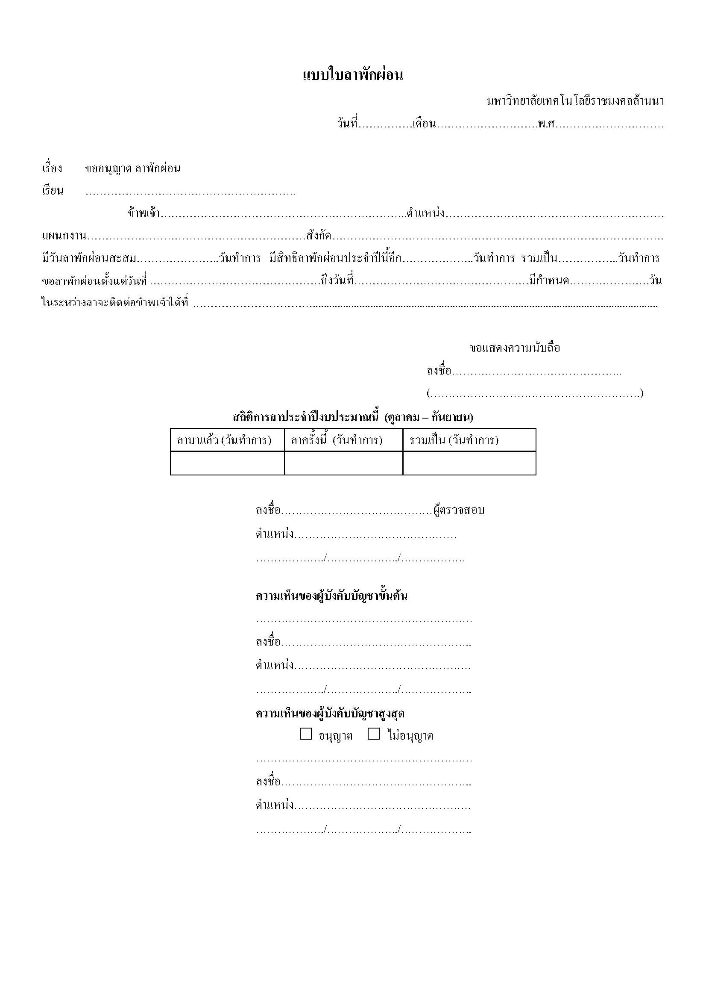 แบบใบลาพักผ่อน
มหาวิทยาลัยเทคโนโลยีราชมงคลล้านนา
วันที่……………เดือน……………………….พ.ศ…………………………
เรื่อง ขออนุญาต ลาพักผ่อน
เรียน ………………………………………………….
ข้าพเจ้า…………………………………………………………..ตำแหน่ง……………………………………………………
แผนกงาน……………………………………………………สังกัด………………………………………………………………………………
มีวันลาพักผ่อนสะสม…………………..วันทำการ มีสิทธิลาพักผ่อนประจำปีนี้อีก………………..วันทำการ รวมเป็น……………..วันทำการ
ขอลาพักผ่อนตั้งแต่วันที่ ………………………………………..ถึงวันที่…………………………………………มีกำหนด………………….วัน
ในระหว่างลาจะติดต่อข้าพเจ้าได้ที่ ……………………………..............................................................................................
ขอแสดงความนับถือ
ลงชื่อ………………………………………..
(………………………………………………….)
สถิติการลาประจำปีงบประมาณนี้ (ตุลาคม – กันยายน)
ลามาแล้ว (วันทำการ) ลาครั้งนี้ (วันทำการ) รวมเป็น (วันทำการ)
ลงชื่อ……………………………………ผู้ตรวจสอบ
ตำแหน่ง………………………………………
………………./………………../………………
ความเห็นของผู้บังคับบัญชาขั้นต้น
……………………………………………………
ลงชื่อ……………………………………………..
ตำแหน่ง………………………………………….
………………./………………../………………..
ความเห็นของผู้บังคับบัญชาสูงสุด
☐ อนุญาต ☐ ไม่อนุญาต
……………………………………………………
ลงชื่อ……………………………………………..
ตำแหน่ง………………………………………….
………………./………………../………………..